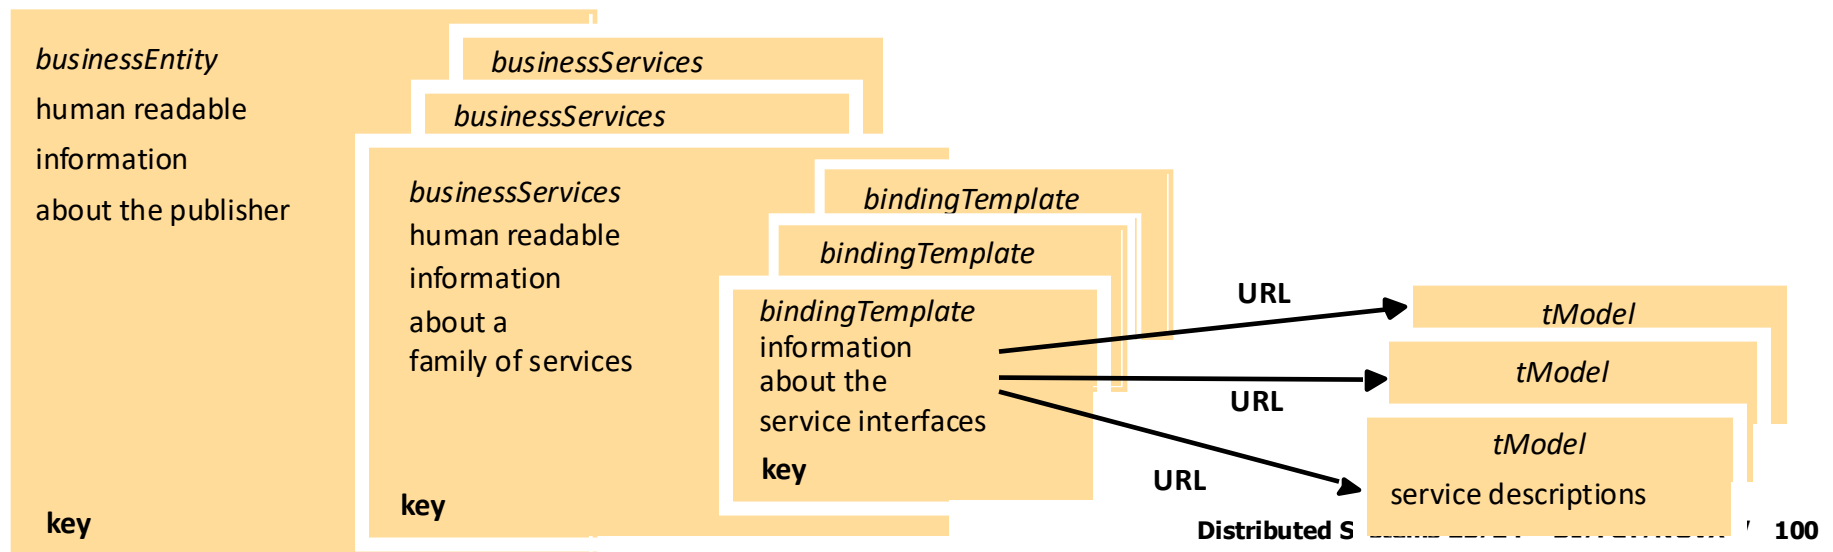 businessEntity
human readable
information
about the publisher
key
businessServices
businessServices
businessServices
human readable
information
about a
family of services
key
bindingTemplate
bindingTemplate
bindingTemplate
information
about the
service interfaces
key
URL
URL
URL
tModel
tModel
tModel
service descriptions
Distributed
100